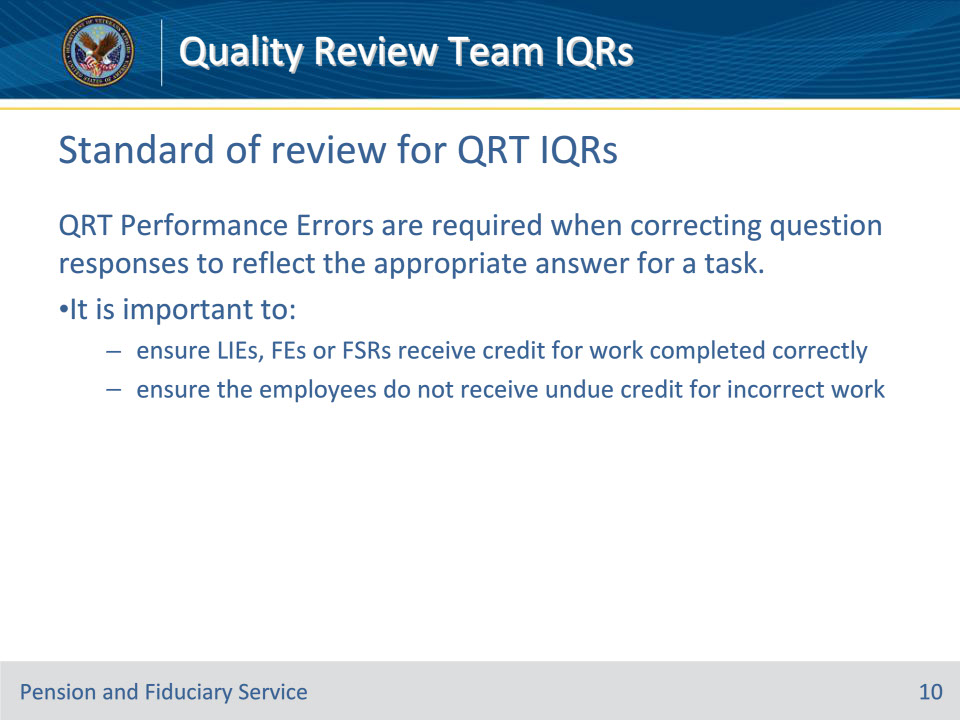 Quality Review Team IQRs
Standard of review for QRT IQRs
QRT Performance Errors are required when correcting question
responses to reflect the appropriate answer for a task.
•It is important to:
– ensure LIEs, FEs or FSRs receive credit for work completed correctly
– ensure the employees do not receive undue credit for incorrect work
Pension and Fiduciary Service
10